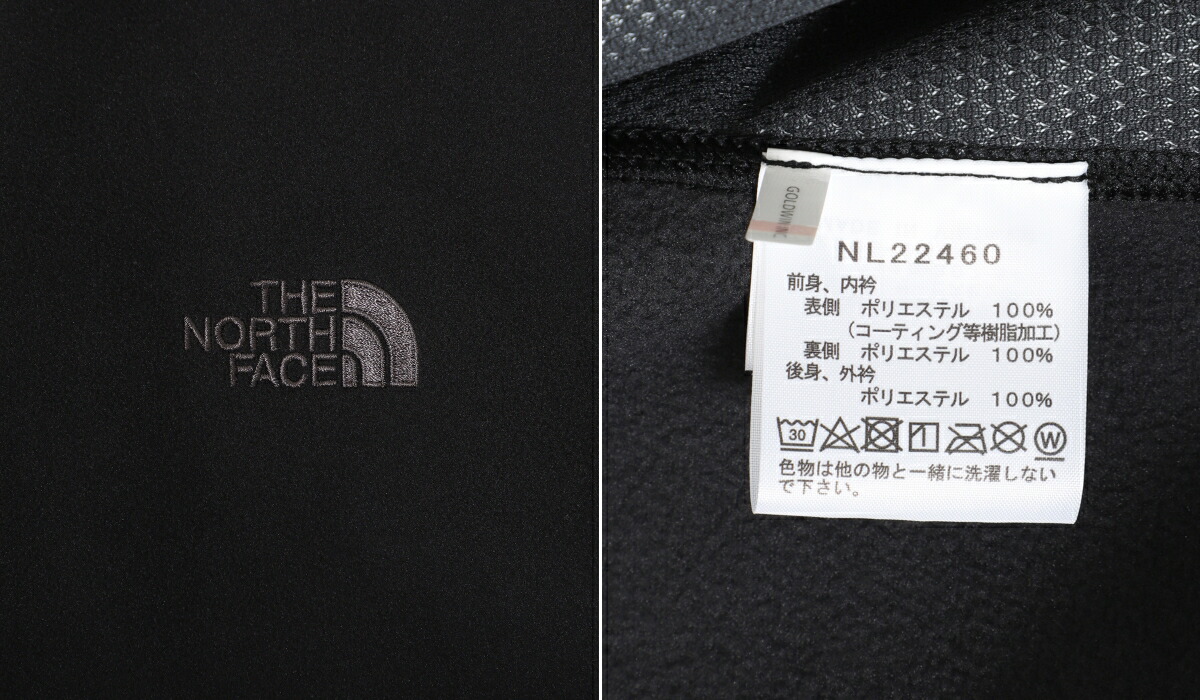 THE
NORTH
FACE
GOLDWIN INC.
NL22460
前身、内衿
表側 ポリエステル 100%
(コーティング等樹脂加工)
裏側 ポリエステル 100%
後身、外衿
ポリエステル 100%
30 1 W
色物は他の物と一緒に洗濯しない
で下さい。